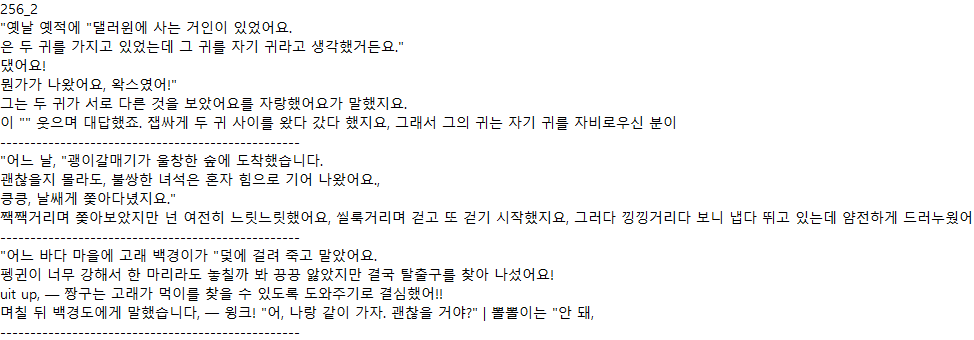 256_2
"옛날 옛적에 "댈러윈에 사는 거인이 있었어요.
은 두 귀를 가지고 있었는데 그 귀를 자기 귀라고 생각했거든요."
댔어요!
뭔가가 나왔어요, 왁스였어!"
그는 두 귀가 서로 다른 것을 보았어요를 자랑했어요가 말했지요.
이 "" 웃으며 대답했죠. 잽싸게 두 귀 사이를 왔다 갔다 했지요, 그래서 그의 귀는 자기 귀를 자비로우신 분이
--------------------------------------------------
"어느 날, "괭이갈매기가 울창한 숲에 도착했습니다.
괜찮을지 몰라도, 불쌍한 녀석은 혼자 힘으로 기어 나왔어요.,
킁킁, 날쌔게 쫓아다녔지요."
짹짹거리며 쫓아보았지만 넌 여전히 느릿느릿했어요, 씰룩거리며 걷고 또 걷기 시작했지요, 그러다 낑낑거리다 보니 냅다 뛰고 있는데 얌전하게 드러누웠어
--------------------------------------------------
"어느 바다 마을에 고래 백경이가 "덫에 걸려 죽고 말았어요.
펭귄이 너무 강해서 한 마리라도 놓칠까 봐 끙끙 앓았지만 결국 탈출구를 찾아 나섰어요!
uit up, — 짱구는 고래가 먹이를 찾을 수 있도록 도와주기로 결심했어!!
며칠 뒤 백경도에게 말했습니다, — 윙크! "어, 나랑 같이 가자. 괜찮을 거야?" | 뽈뽈이는 "안 돼,
--------------------------------------------------